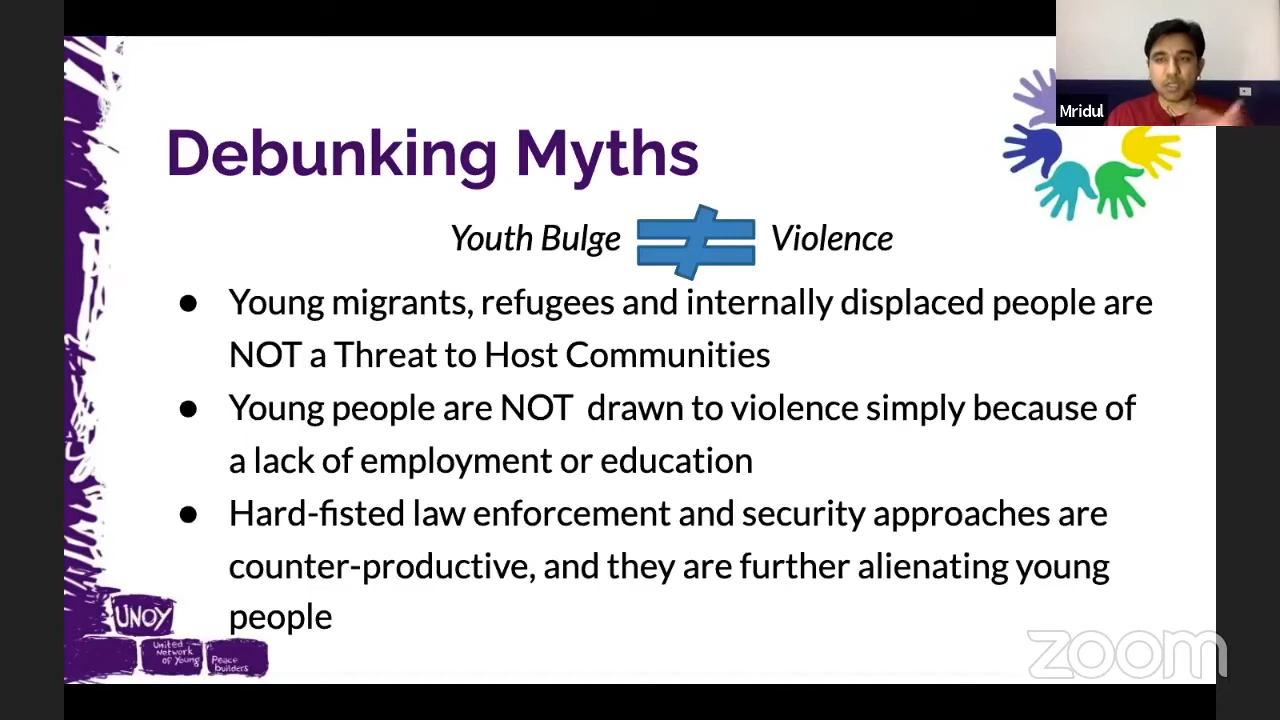 Mridul
Debunking Myths
Youth Bulge ≠ Violence
● Young migrants, refugees and internally displaced people are
NOT a Threat to Host Communities
● Young people are NOT drawn to violence simply because of
a lack of employment or education
● Hard-fisted law enforcement and security approaches are
counter-productive, and they are further alienating young
people
UNOY
United
Network
of Young
Peace
builders
zoom